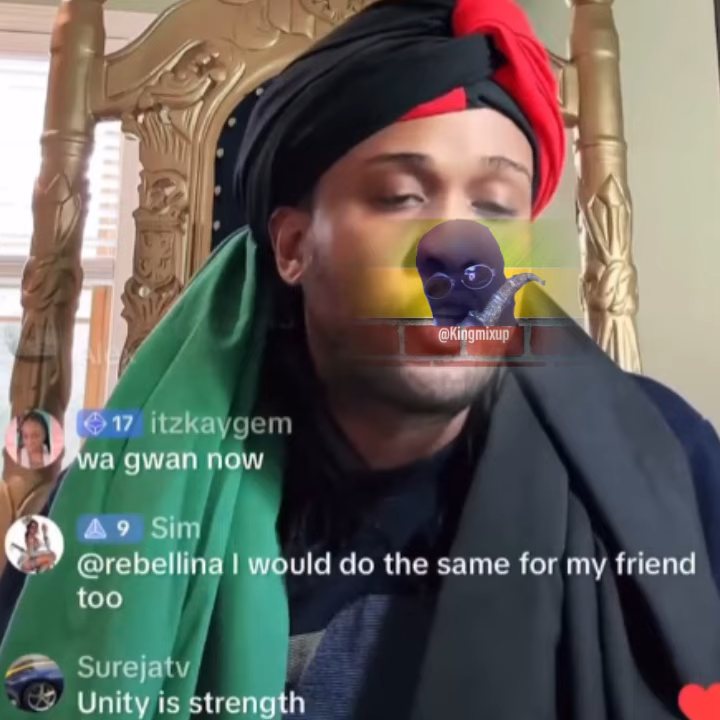 @Kingmixup
17 itzkaygem
wa gwan now
9 Sim
@rebellina I would do the same for my friend
too
Surejatv
Unity is strength